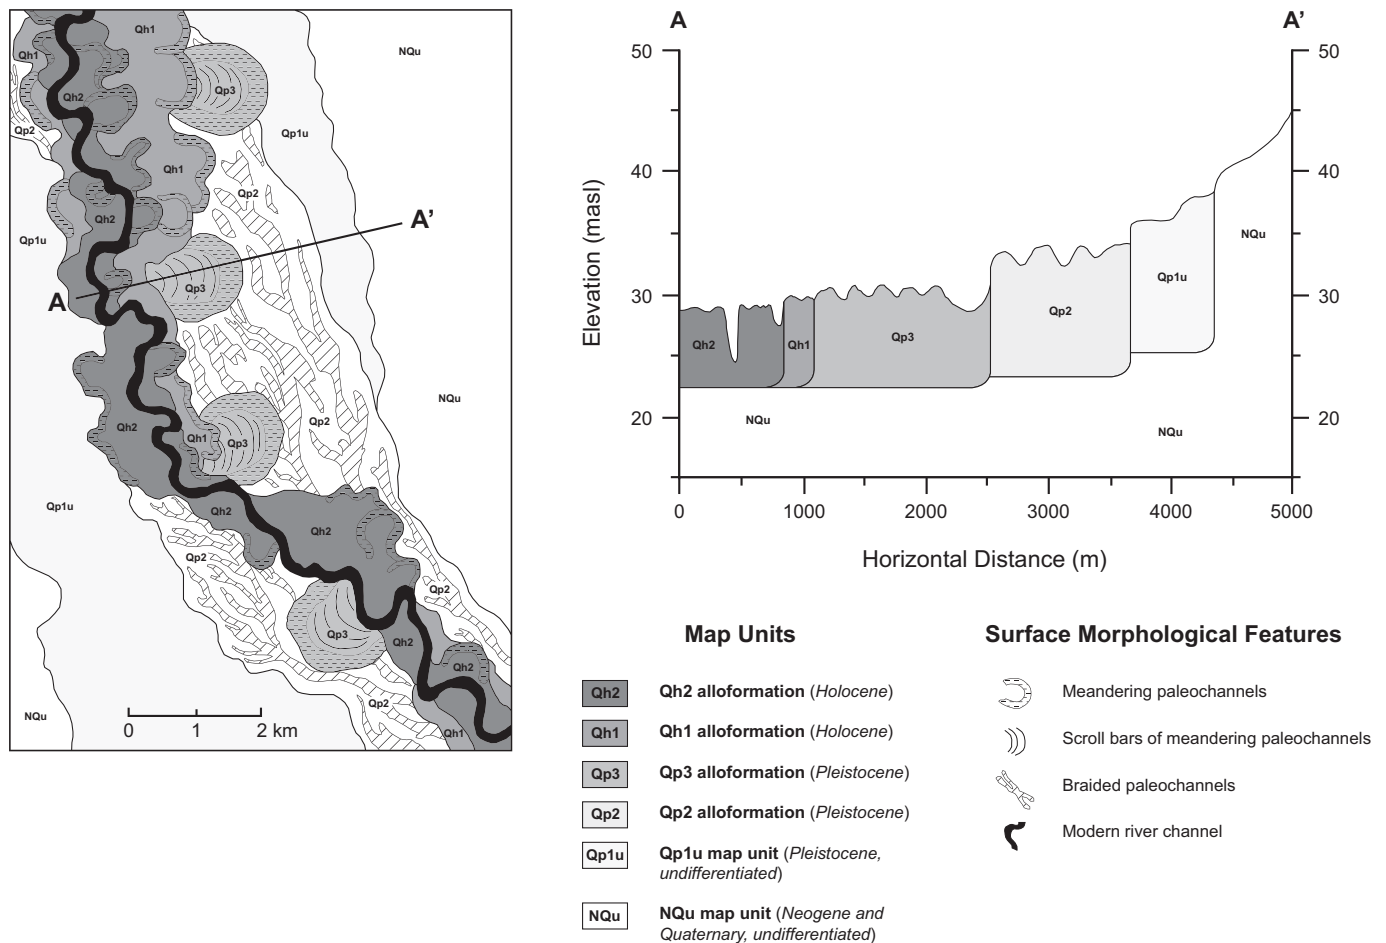 Qh1
Qh1
Qp3
NQu
Qh2
Qp2
Qp1u
Qh1
Qp2
Qh2
A'
Qp1u
Qp3
A
NQu
Qp2
Qh2
Qh1
Qp3
Qp1u
Qh2
Qh2
Qp2
Qp2
Qp3
Qh2
Qh2
Qp2
NQu
Qh1
0 1 2 km
A A'
50 50
40 40
30 30
20 20
Elevation (masl)
NQu
Qp1u
Qp2
Qh2 Qh1 Qp3
NQu NQu
0 1000 2000 3000 4000 5000
Horizontal Distance (m)
Map Units
Qh2 Qh2 alloformation (Holocene)
Qh1 Qh1 alloformation (Holocene)
Qp3 Qp3 alloformation (Pleistocene)
Qp2 Qp2 alloformation (Pleistocene)
Qp1u Qp1u map unit (Pleistocene,
undifferentiated)
NQu NQu map unit (Neogene and
Quaternary, undifferentiated)
Surface Morphological Features
Meandering paleochannels
Scroll bars of meandering paleochannels
Braided paleochannels
Modern river channel